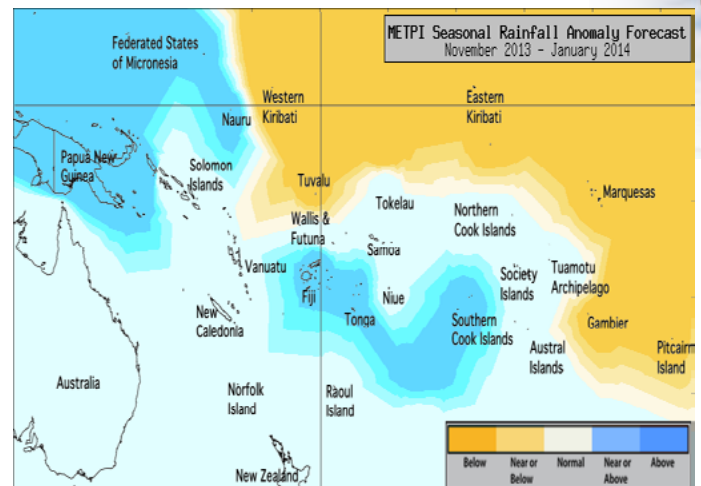 METPI Seasonal Rainfall Anomaly Forecast
November 2013 - January 2014
Federated States
of Micronesia
Western
Kiribati
Eastern
Kiribati
Nauru
Papua New
Guinea
Solomon
Islands
Tuvalu
Tokelau
Marquesas
Wallis &
Futuna
Northern
Cook Islands
Samoa
Vanuatu
Society
Islands
Tuamotu
Archipelago
Fiji
Niue
New
Caledonia
Tonga
Southern
Cook Islands
Gambier
Austral
Islands
Pitcairn
Island
Australia
Norfolk
Island
Raoul
Island
New Zealand
Below
Near or
Below
Normal
Near or
Above
Above